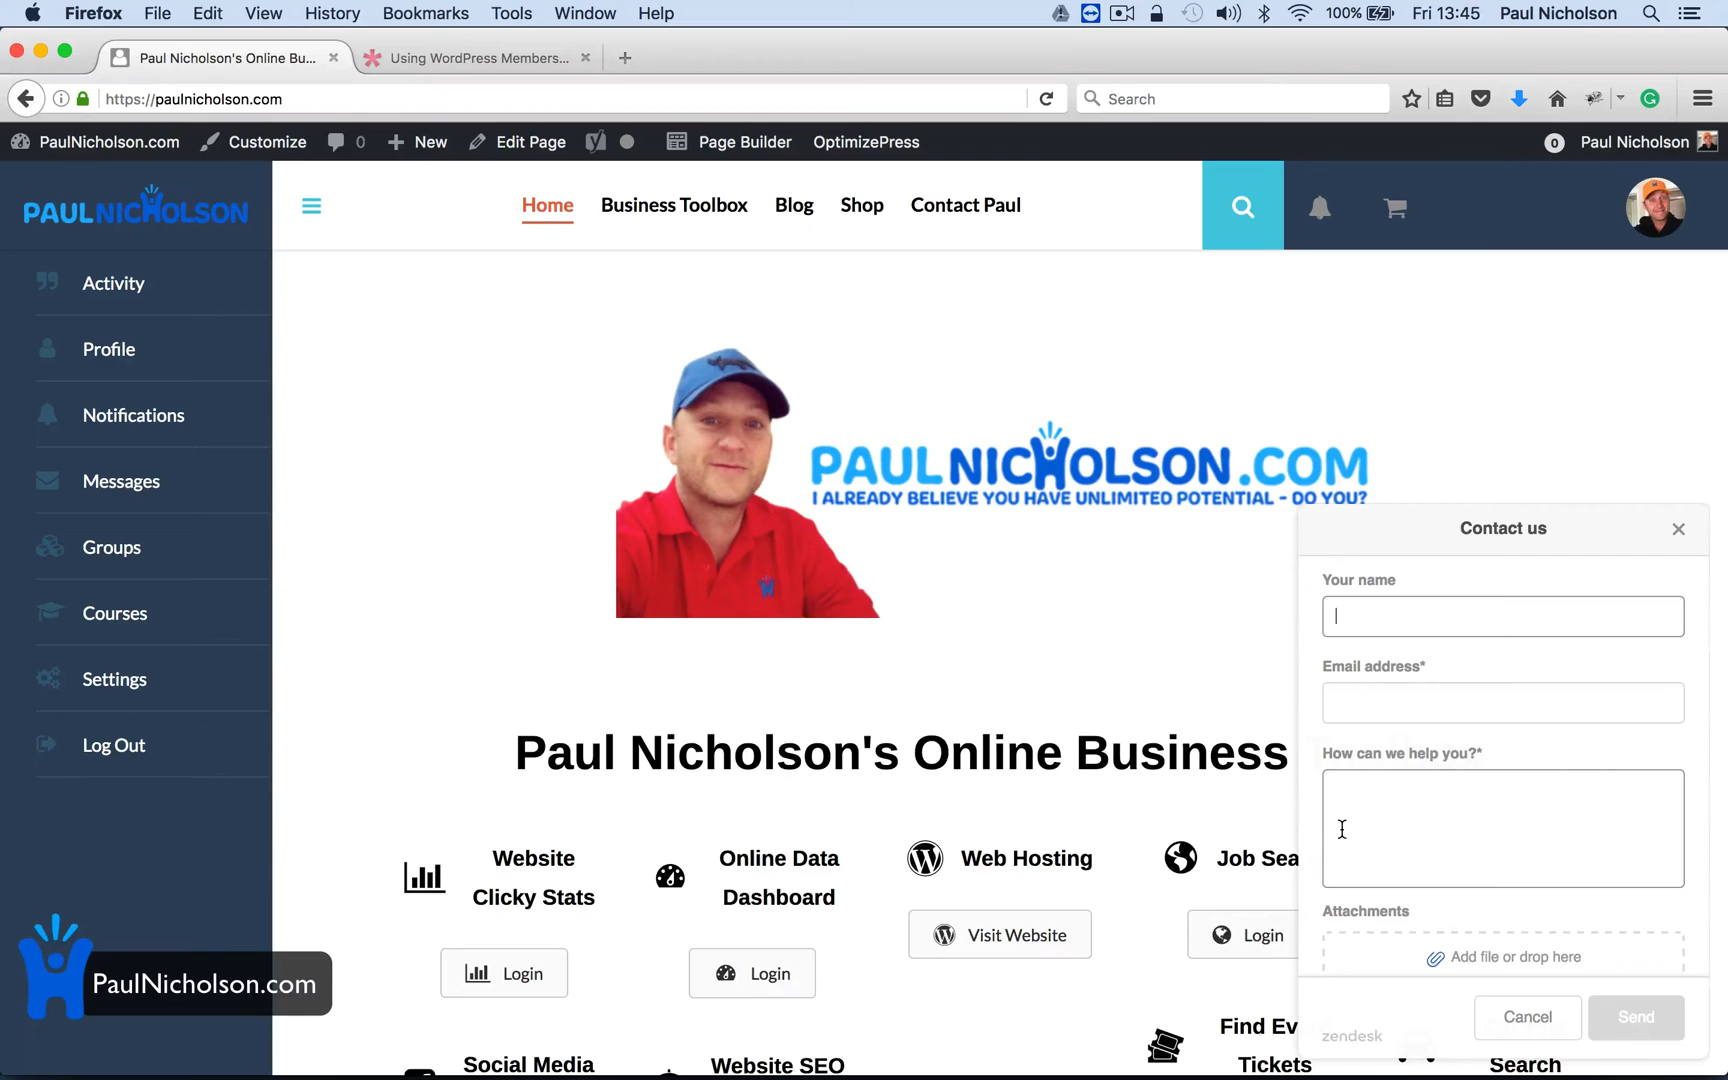 Firefox File Edit View History Bookmarks Tools Window Help 100% Fri 13:45 Paul Nicholson
Paul Nicholson's Online Bu... Using WordPress Members...
https://paulnicholson.com Search
PaulNicholson.com Customize 0 New Edit Page Page Builder OptimizePress 0 Paul Nicholson
PAULNICHOLSON
Home Business Toolbox Blog Shop Contact Paul
Activity
Profile
Notifications
Messages
Groups
Courses
Settings
Log Out
PAULNICHOLSON.COM
I ALREADY BELIEVE YOU HAVE UNLIMITED POTENTIAL - DO YOU?
Paul Nicholson's Online Business
Website
Clicky Stats
Login
Online Data
Dashboard
Login
Web Hosting
Visit Website
Job Sea
Login
Social Media
Website SEO
Find Ev
Tickets
Search
Contact us
Your name
Email address*
How can we help you?*
Attachments
Add file or drop here
zendesk
Cancel
Send
PaulNicholson.com